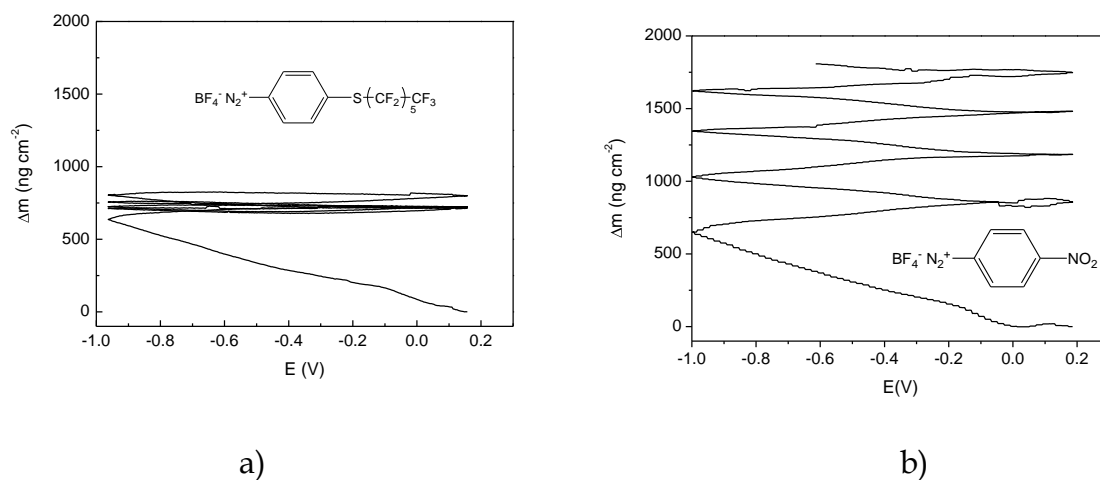 2000
1500
1000
500
0
Δm (ng cm⁻²)
BF₄⁻ N₂⁺
S(CF₂)₅CF₃
-1.0 -0.8 -0.6 -0.4 -0.2 0.0 0.2
E (V)
a)
2000
1500
1000
500
0
Δm (ng cm⁻²)
BF₄⁻ N₂⁺
NO₂
-1.0 -0.8 -0.6 -0.4 -0.2 0.0 0.2
E(V)
b)